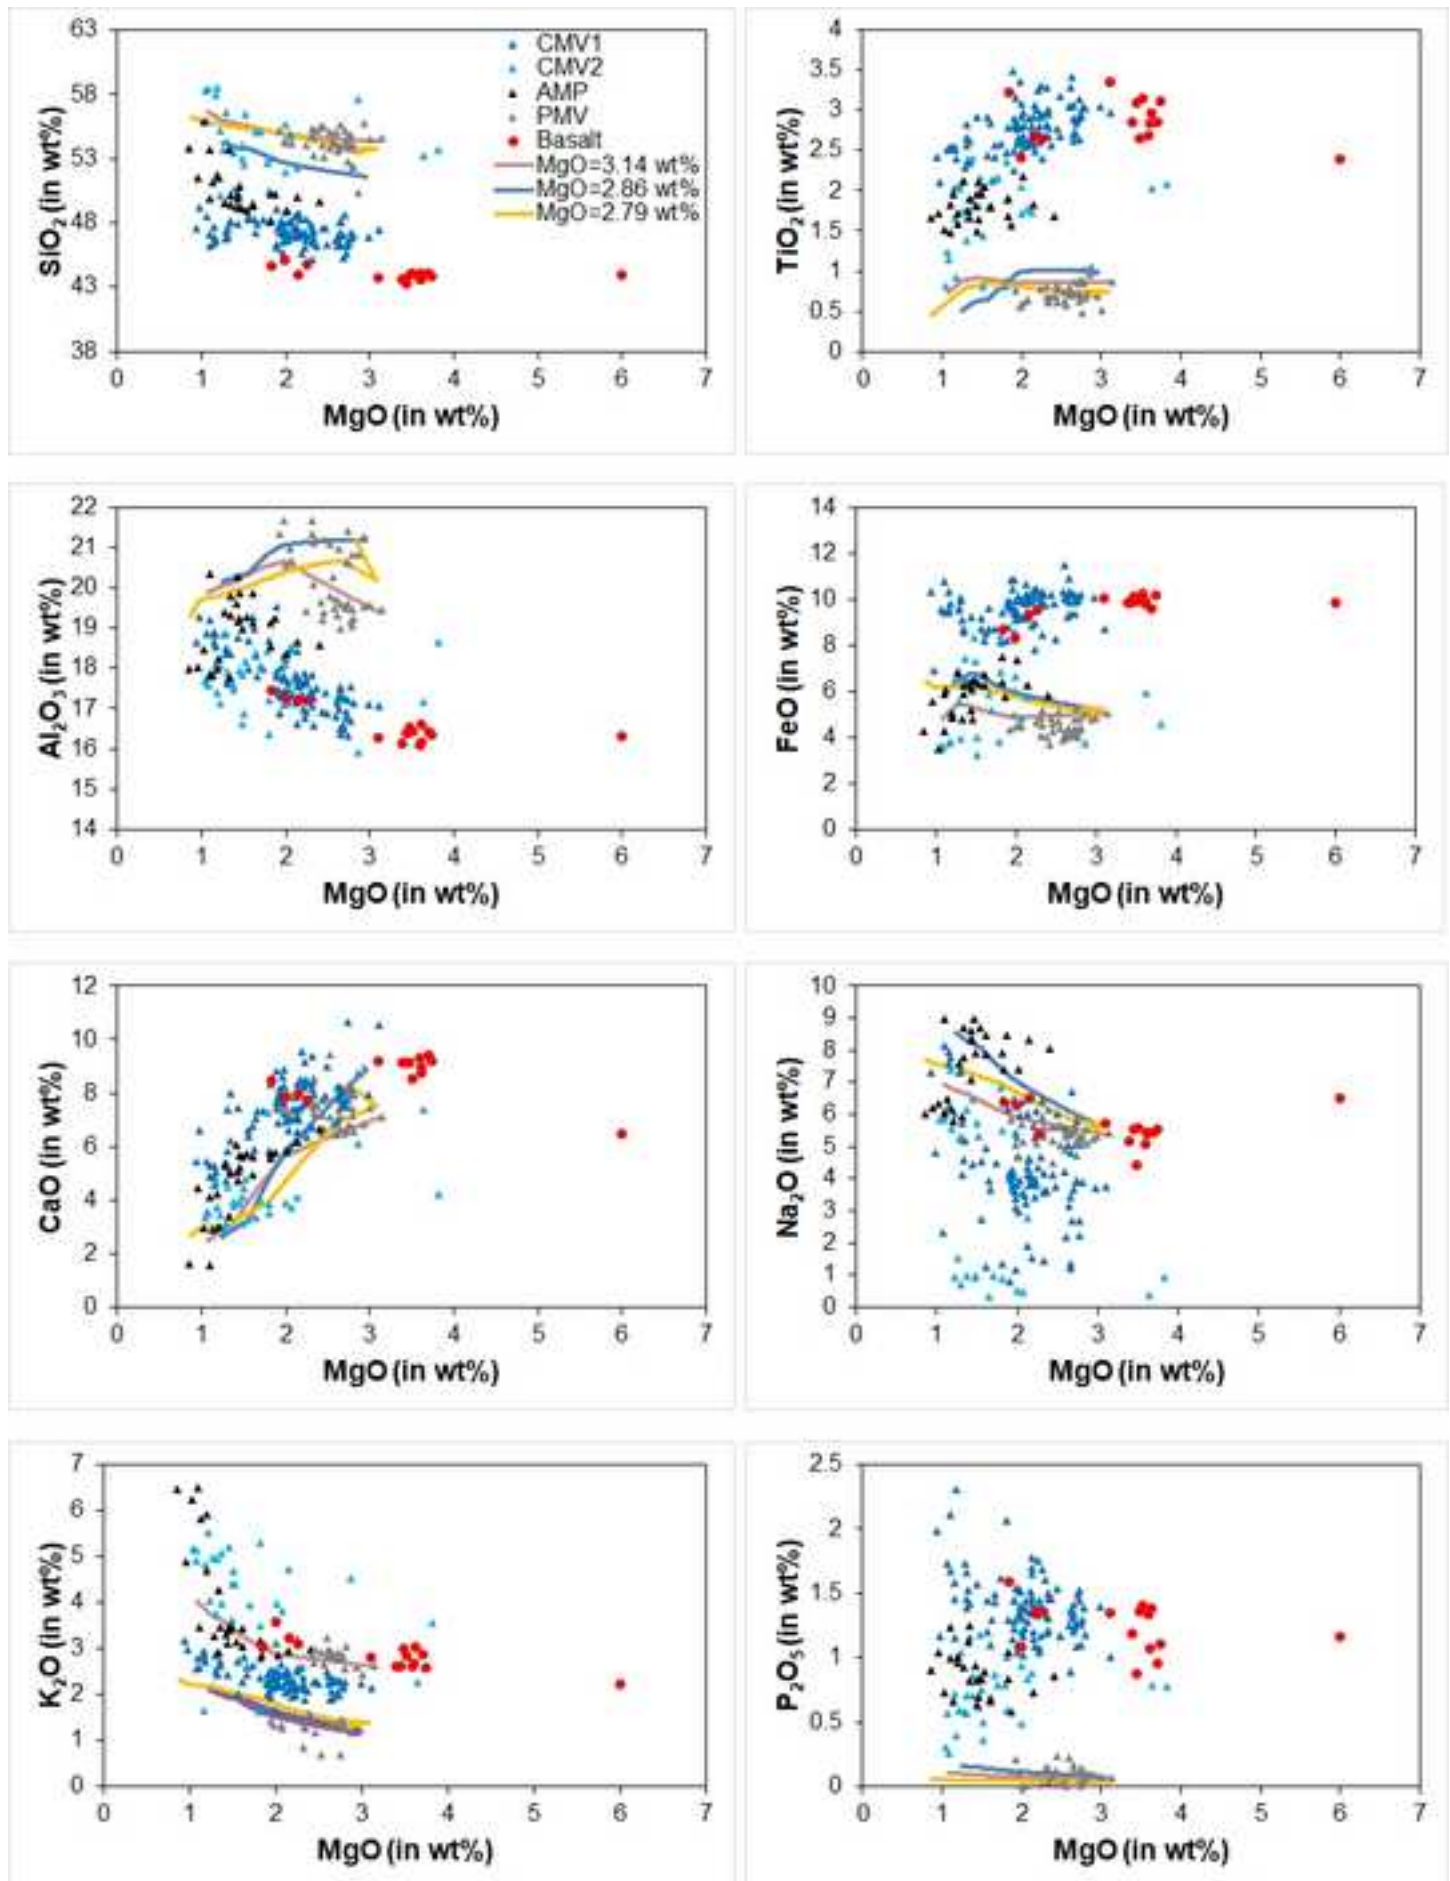 63
58
53
48
43
38
SiO2 (in wt%)
0 1 2 3 4 5 6 7
MgO (in wt%)
CMV1
CMV2
AMP
PMV
Basalt
MgO=3.14 wt%
MgO=2.86 wt%
MgO=2.79 wt%
4
3.5
3
2.5
2
1.5
1
0.5
0
TiO2 (in wt%)
0 1 2 3 4 5 6 7
MgO (in wt%)
22
21
20
19
18
17
16
15
14
Al2O3 (in wt%)
0 1 2 3 4 5 6 7
MgO (in wt%)
14
12
10
8
6
4
2
0
FeO (in wt%)
0 1 2 3 4 5 6 7
MgO (in wt%)
12
10
8
6
4
2
0
CaO (in wt%)
0 1 2 3 4 5 6 7
MgO (in wt%)
10
9
8
7
6
5
4
3
2
1
0
Na2O (in wt%)
0 1 2 3 4 5 6 7
MgO (in wt%)
7
6
5
4
3
2
1
0
K2O (in wt%)
0 1 2 3 4 5 6 7
MgO (in wt%)
2.5
2
1.5
1
0.5
0
P2O5 (in wt%)
0 1 2 3 4 5 6 7
MgO (in wt%)